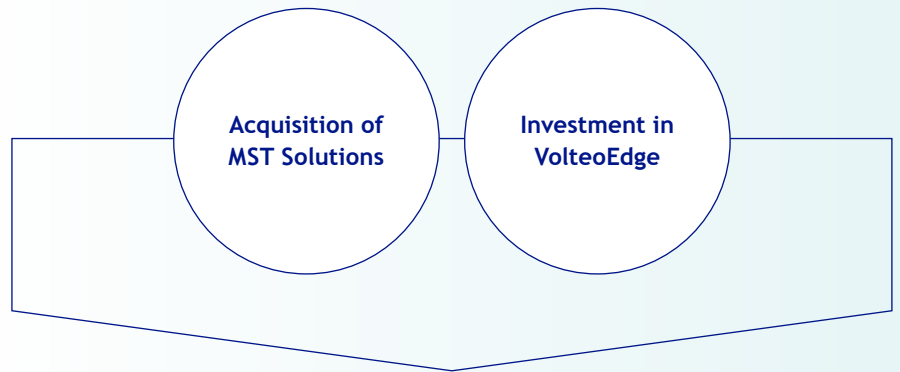 Acquisition of
MST Solutions
Investment in
VolteoEdge